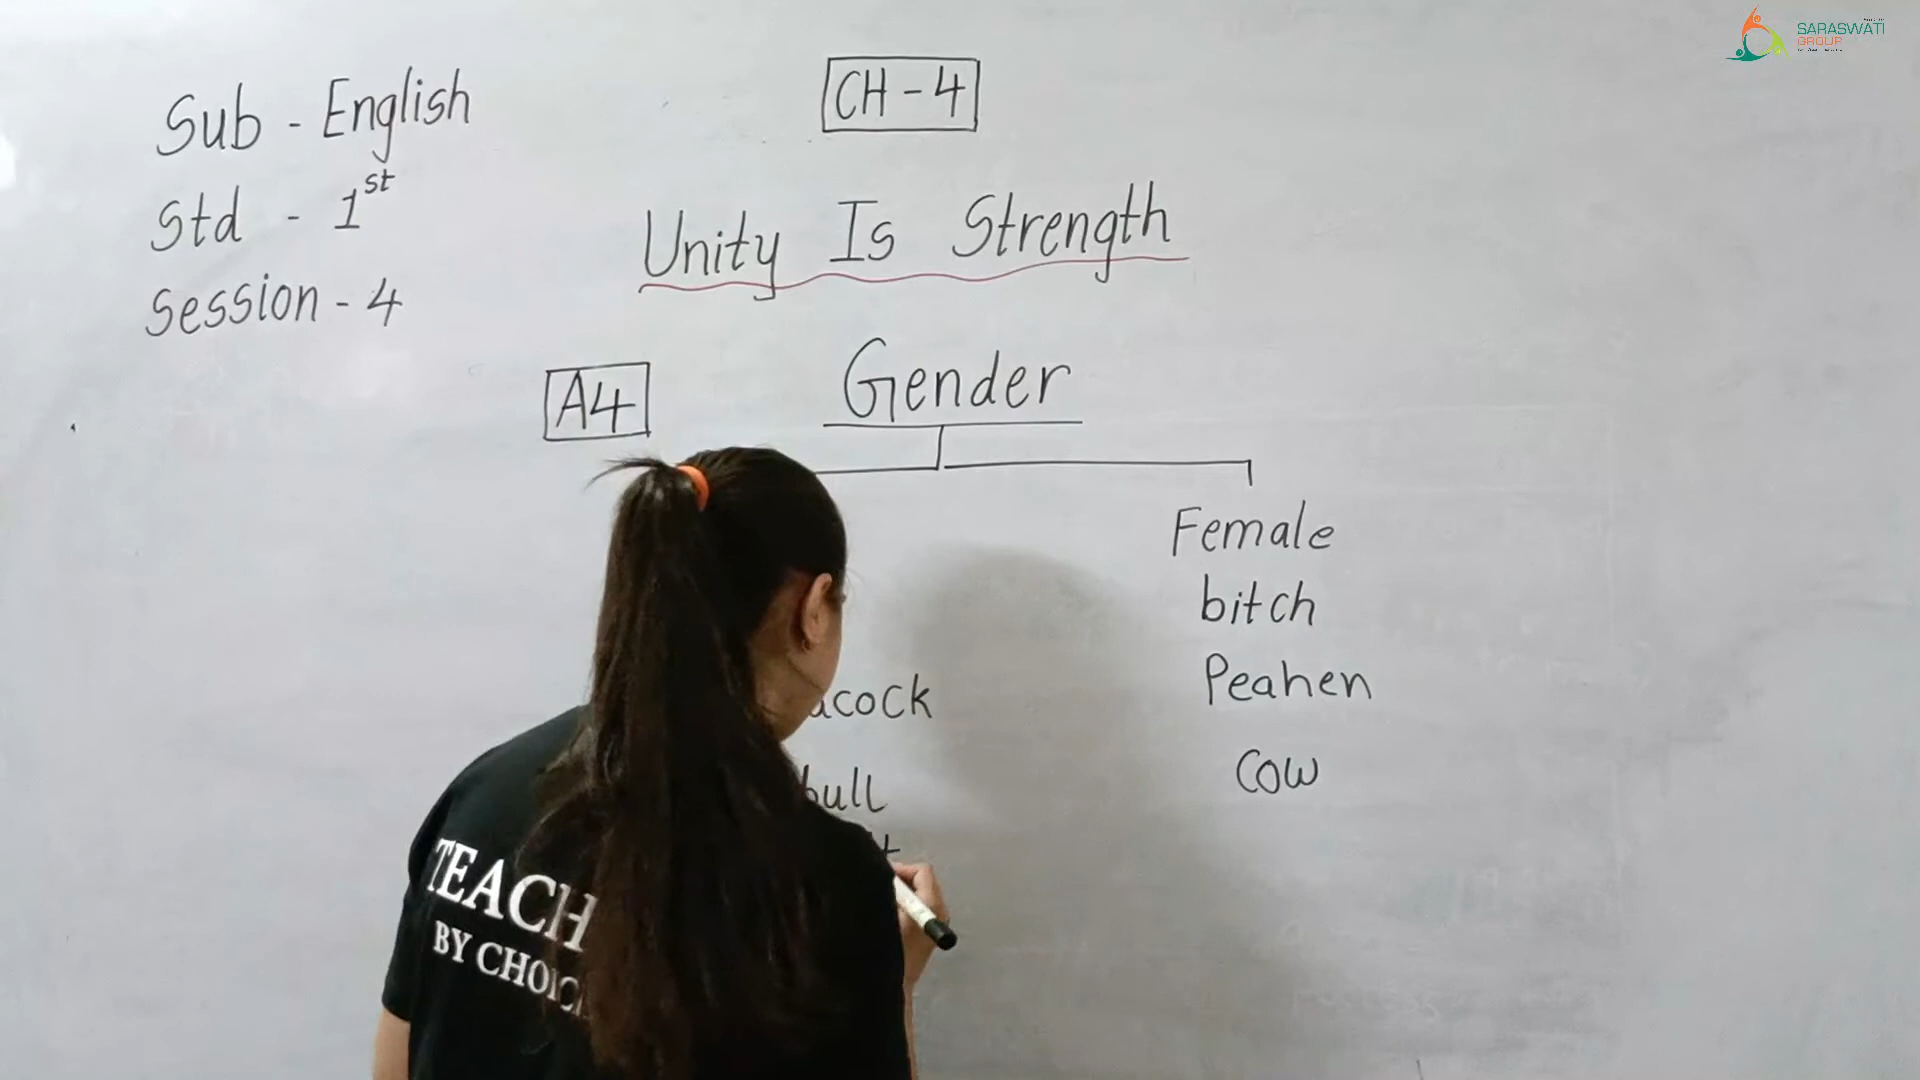 SARASWATI
GROUP
Sub - English
Std - 1st
Session - 4
CH - 4
Unity Is Strength
A4
Gender
Female
bitch
acock
Peahen
bull
Cow
t
TEACH
BY CHOIC